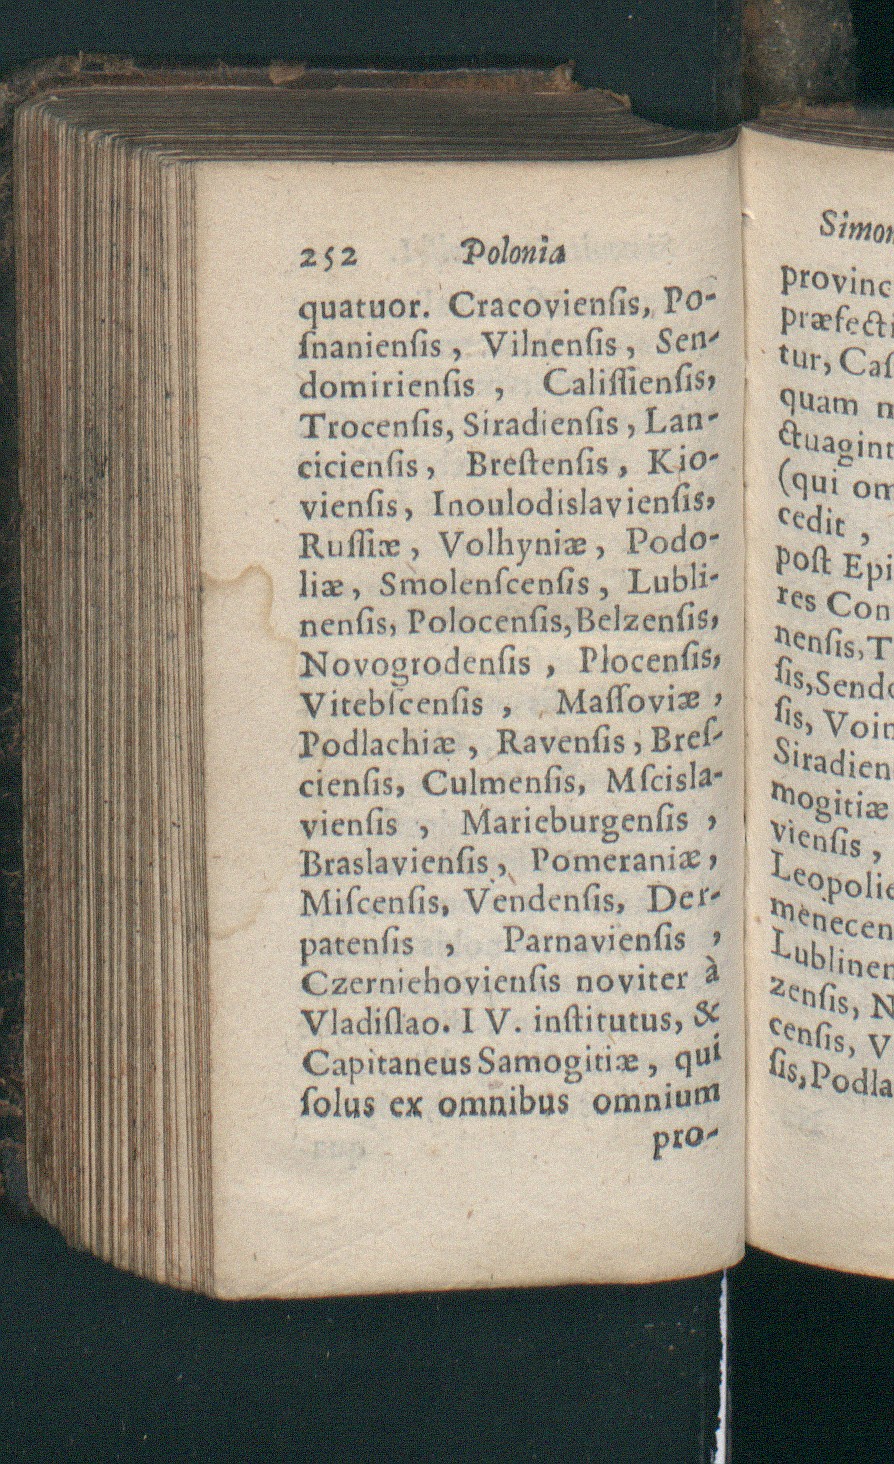 252 Polonia
quatuor. Cracovienſis, Po-
ſnanienſis, Vilnenſis, Sen-
domirienſis, Caliſſienſis,
Trocenſis, Siradienſis, Lan-
cicienſis, Breſtenſis, Kio-
vienſis, Inoulodislavienſis,
Ruſſiæ, Volhyniæ, Podo-
liæ, Smolenſcenſis, Lubli-
nenſis, Polocenſis, Belzenſis,
Novogrodenſis, Plocenſis,
Vitebſcenſis, Maſſoviæ,
Podlachiæ, Ravenſis, Breſ-
cienſis, Culmenſis, Mſcisla-
vienſis, Marieburgenſis,
Braslavienſis, Pomeraniæ,
Miſcenſis, Vendenſis, Der-
patenſis, Parnavienſis,
Czerniehovienſis noviter à
Vladiſlao. IV. inſtitutus, &
Capitaneus Samogitiæ, qui
ſolus ex omnibus omnium
pro-
Simon
provinc
præfecti
tur, Caſ
quam m
ctuagint
(qui om
cedit,
poſt Epi
res Con
nenſis, T
ſis, Sendo
ſis, Voin
Siradien
mogitiæ
vienſis,
Leopolie
menecen
Lublinen
zenſis, N
cenſis, V
ſis, Podla